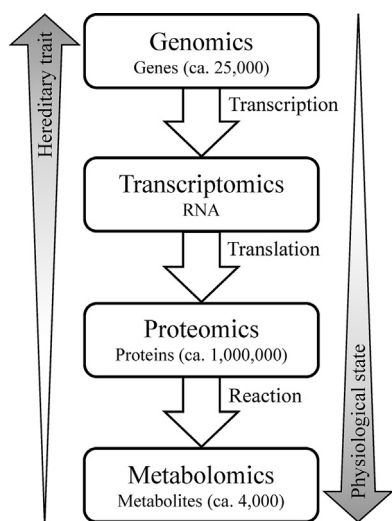 Genomics
Genes (ca. 25,000)
Hereditary trait
Transcription
Transcriptomics
RNA
Translation
Proteomics
Proteins (ca. 1,000,000)
Reaction
Physiological state
Metabolomics
Metabolites (ca. 4,000)